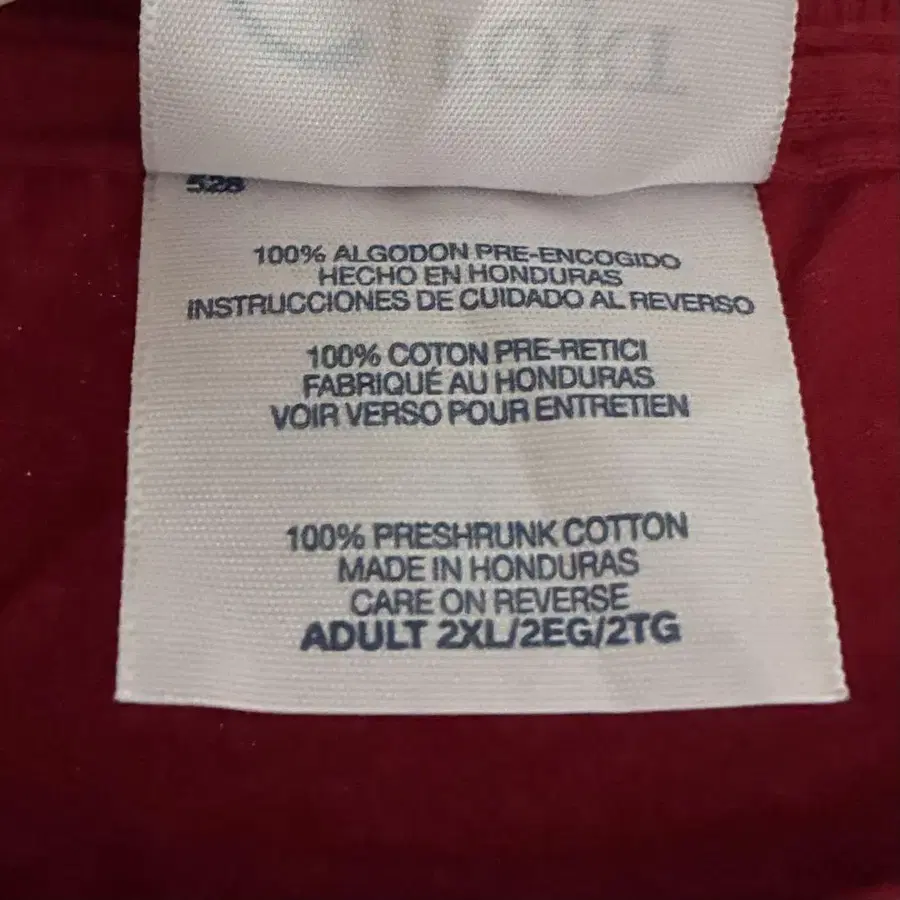 528
100% ALGODON PRE-ENCOGIDO
HECHO EN HONDURAS
INSTRUCCIONES DE CUIDADO AL REVERSO
100% COTON PRE-RETICI
FABRIQUÉ AU HONDURAS
VOIR VERSO POUR ENTRETIEN
100% PRESHRUNK COTTON
MADE IN HONDURAS
CARE ON REVERSE
ADULT 2XL/2EG/2TG